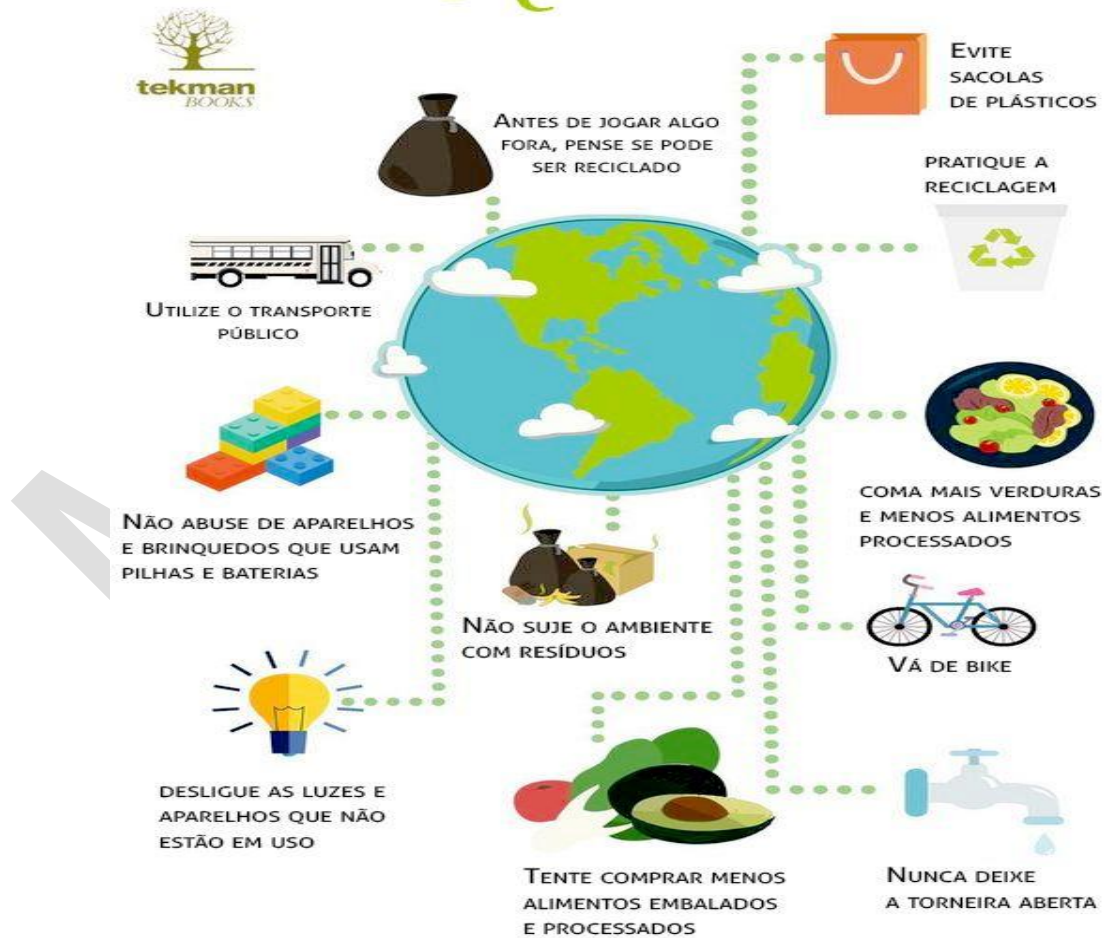 tekman
BOOKS
EVITE
SACOLAS
DE PLÁSTICOS
ANTES DE JOGAR ALGO
FORA, PENSE SE PODE
SER RECICLADO
PRATIQUE A
RECICLAGEM
UTILIZE O TRANSPORTE
PÚBLICO
COMA MAIS VERDURAS
E MENOS ALIMENTOS
PROCESSADOS
NÃO ABUSE DE APARELHOS
E BRINQUEDOS QUE USAM
PILHAS E BATERIAS
NÃO SUJE O AMBIENTE
COM RESÍDUOS
VÁ DE BIKE
DESLIGUE AS LUZES E
APARELHOS QUE NÃO
ESTÃO EM USO
TENTE COMPRAR MENOS
ALIMENTOS EMBALADOS
E PROCESSADOS
NUNCA DEIXE
A TORNEIRA ABERTA